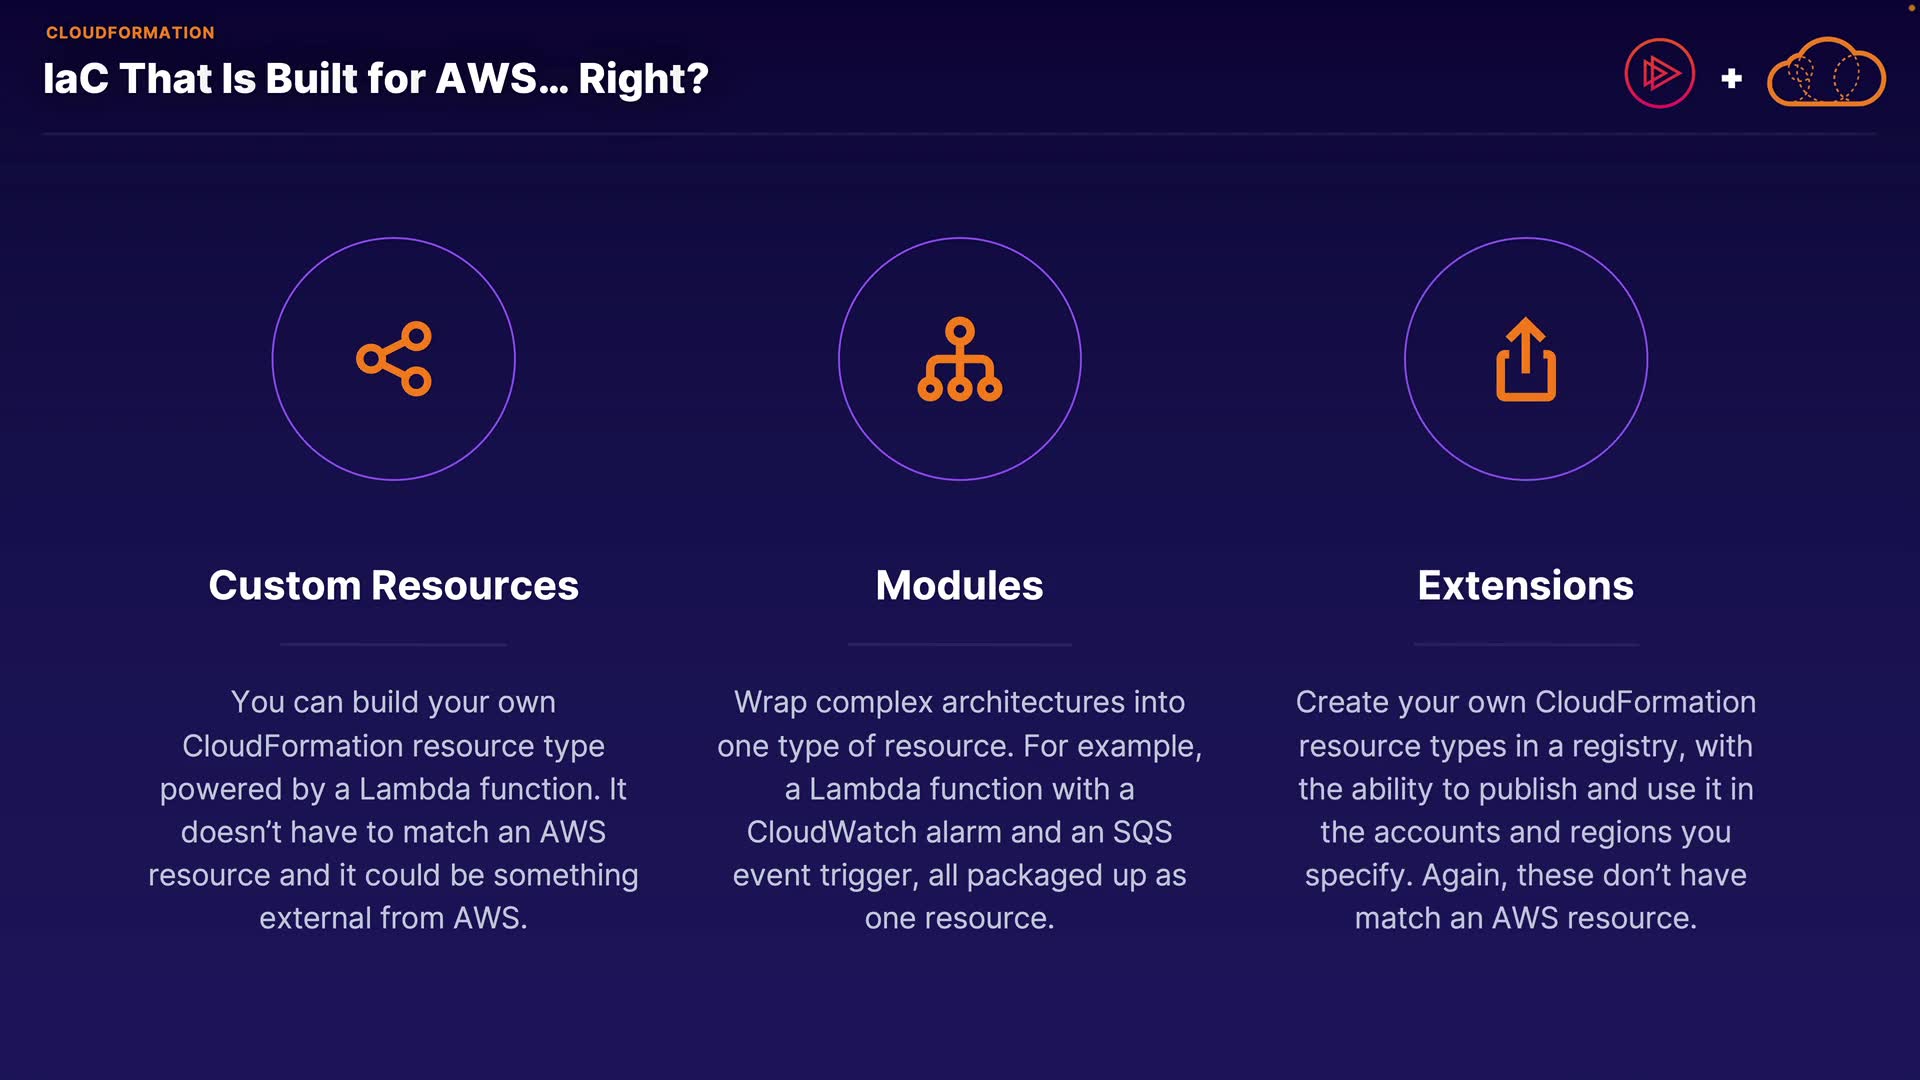 CLOUDFORMATION
IaC That Is Built for AWS... Right?
+
Custom Resources
You can build your own
CloudFormation resource type
powered by a Lambda function. It
doesn’t have to match an AWS
resource and it could be something
external from AWS.
Modules
Wrap complex architectures into
one type of resource. For example,
a Lambda function with a
CloudWatch alarm and an SQS
event trigger, all packaged up as
one resource.
Extensions
Create your own CloudFormation
resource types in a registry, with
the ability to publish and use it in
the accounts and regions you
specify. Again, these don’t have
match an AWS resource.